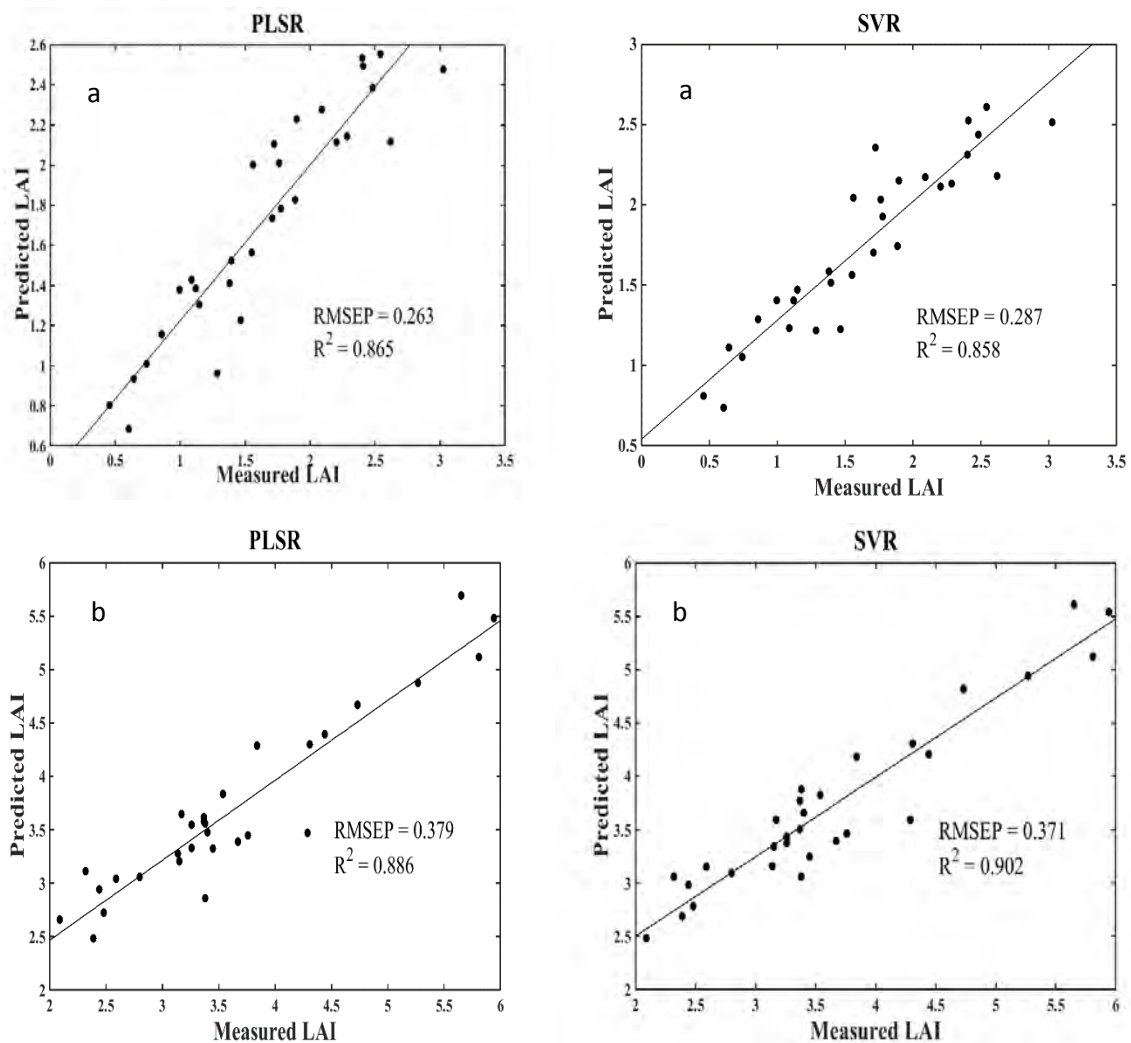 PLSR
a
2.6
2.4
2.2
2
1.8
1.6
1.4
1.2
1
0.8
0.6
Predicted LAI
RMSEP = 0.263
R² = 0.865
0 0.5 1 1.5 2 2.5 3 3.5
Measured LAI
SVR
a
3
2.5
2
1.5
1
0.5
Predicted LAI
RMSEP = 0.287
R² = 0.858
0 0.5 1 1.5 2 2.5 3 3.5
Measured LAI
PLSR
b
6
5.5
5
4.5
4
3.5
3
2.5
2
Predicted LAI
RMSEP = 0.379
R² = 0.886
2 2.5 3 3.5 4 4.5 5 5.5 6
Measured LAI
SVR
b
6
5.5
5
4.5
4
3.5
3
2.5
2
Predicted LAI
RMSEP = 0.371
R² = 0.902
2 2.5 3 3.5 4 4.5 5 5.5 6
Measured LAI